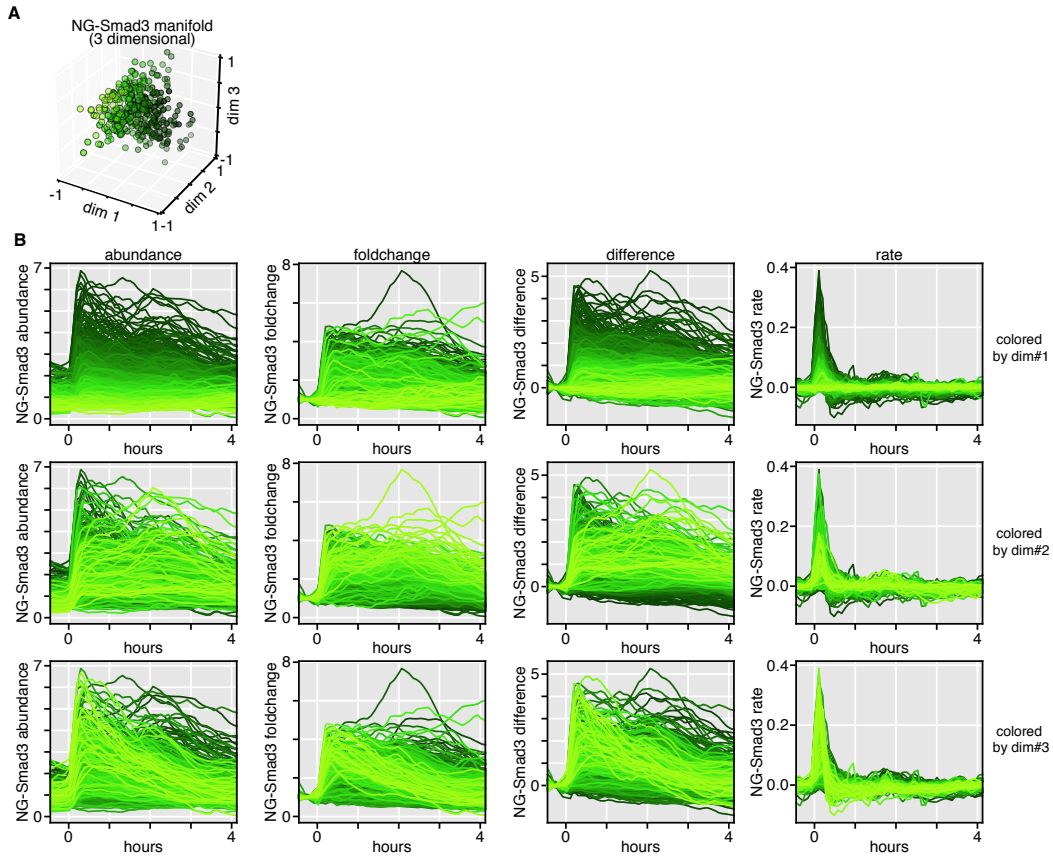 A
NG-Smad3 manifold
(3 dimensional)
1
dim 3
-1
1
dim 2
-1
dim 1
1
-1
B
abundance
foldchange
difference
rate
7
NG-Smad3 abundance
0
0
4
hours
8
NG-Smad3 foldchange
0
0
4
hours
5
NG-Smad3 difference
0
0
4
hours
0.4
0.2
0.0
NG-Smad3 rate
0
4
hours
colored
by dim#1
7
NG-Smad3 abundance
0
0
4
hours
8
NG-Smad3 foldchange
0
0
4
hours
5
NG-Smad3 difference
0
0
4
hours
0.4
0.2
0.0
NG-Smad3 rate
0
4
hours
colored
by dim#2
7
NG-Smad3 abundance
0
0
4
hours
8
NG-Smad3 foldchange
0
0
4
hours
5
NG-Smad3 difference
0
0
4
hours
0.4
0.2
0.0
NG-Smad3 rate
0
4
hours
colored
by dim#3